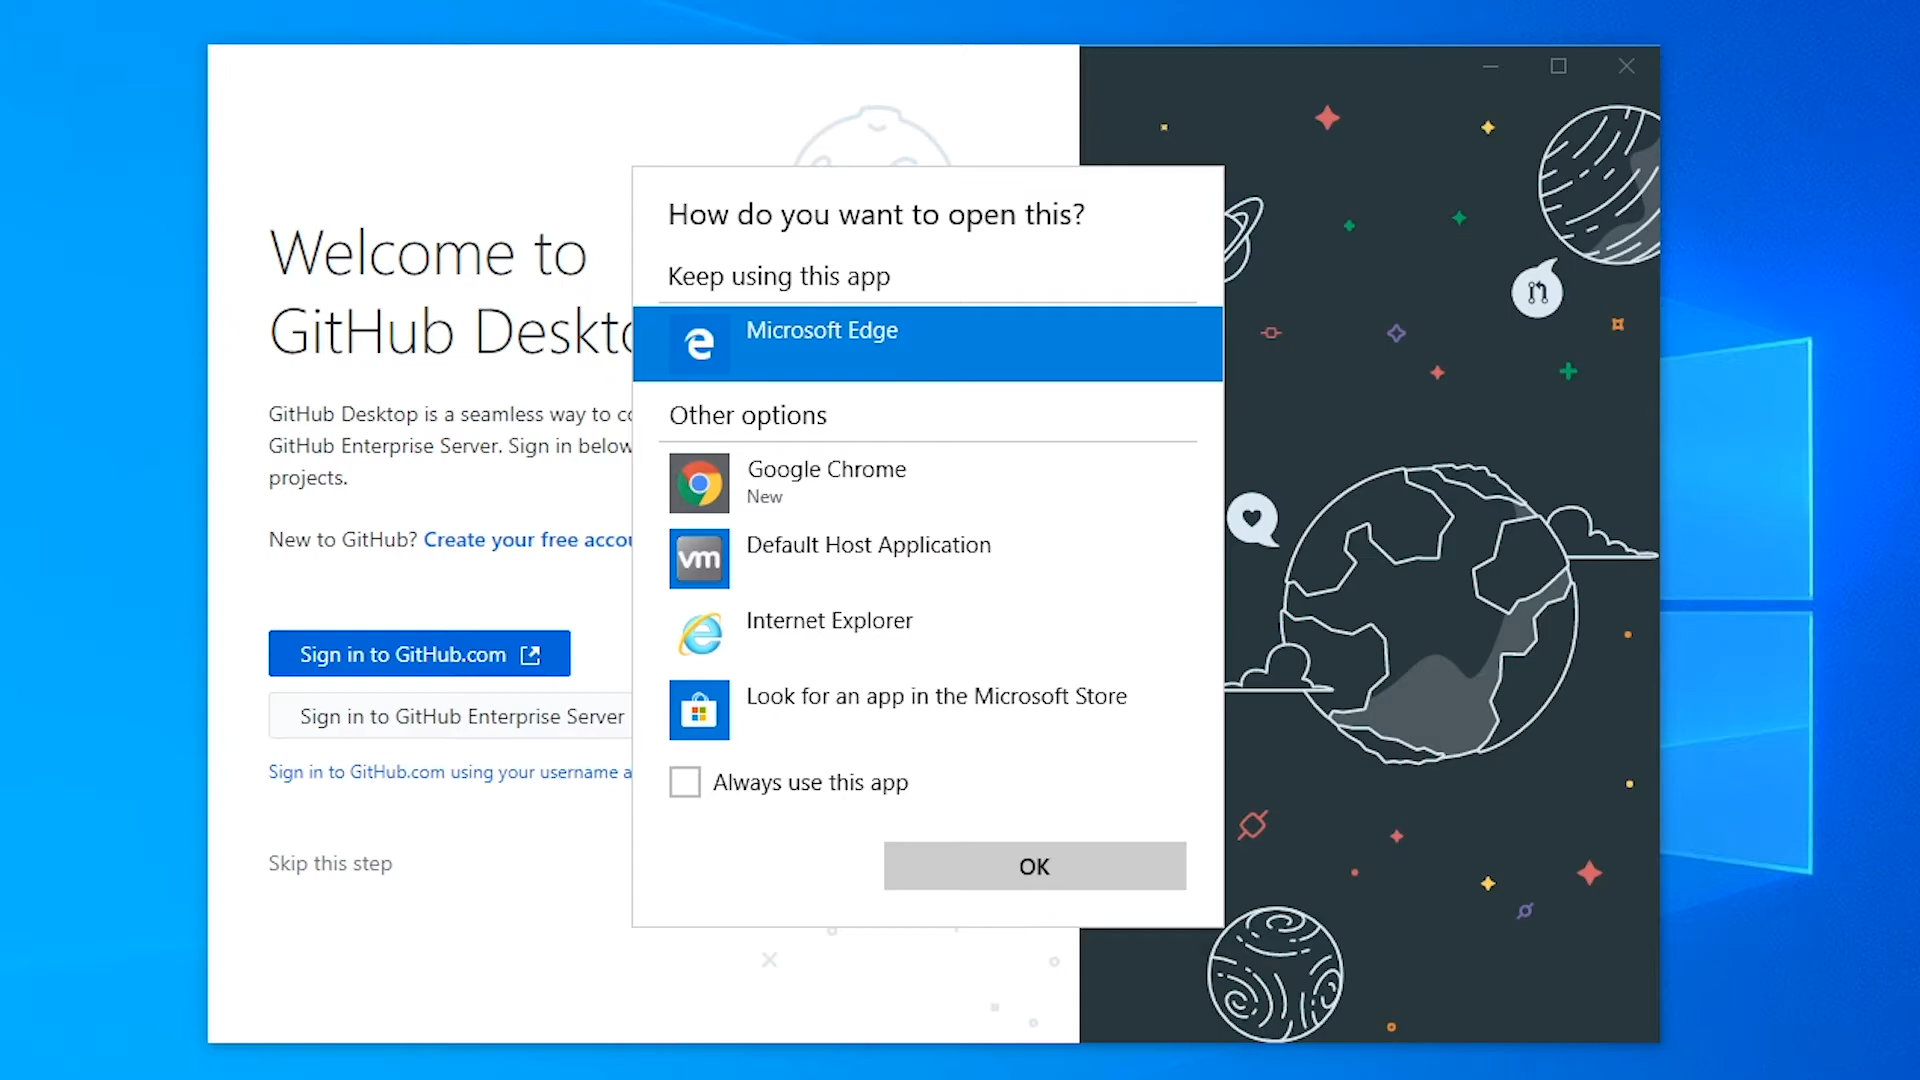 Welcome to
GitHub Deskto
GitHub Desktop is a seamless way to co
GitHub Enterprise Server. Sign in below
projects.
New to GitHub? Create your free accou
Sign in to GitHub.com
Sign in to GitHub Enterprise Server
Sign in to GitHub.com using your username a
Skip this step
How do you want to open this?
Keep using this app
Microsoft Edge
Other options
Google Chrome
New
vm
Default Host Application
Internet Explorer
Look for an app in the Microsoft Store
Always use this app
OK